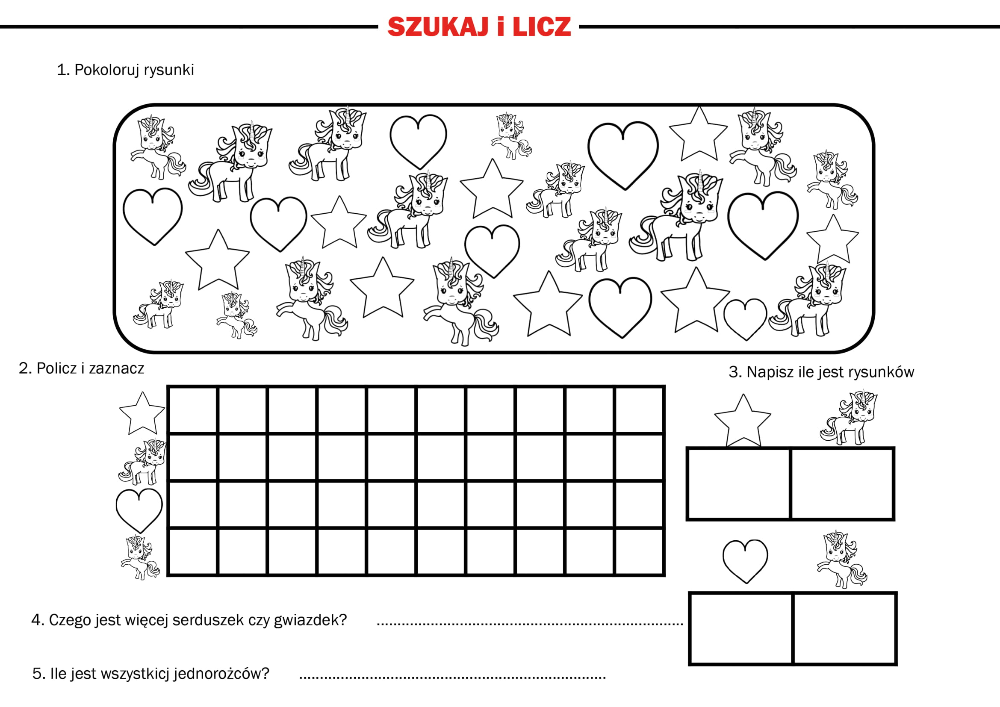 SZUKAJ i LICZ
1. Pokoloruj rysunki
2. Policz i zaznacz
3. Napisz ile jest rysunków
4. Czego jest więcej serduszek czy gwiazdek? ...........................................................................
5. Ile jest wszystkicj jednorożców? ...........................................................................